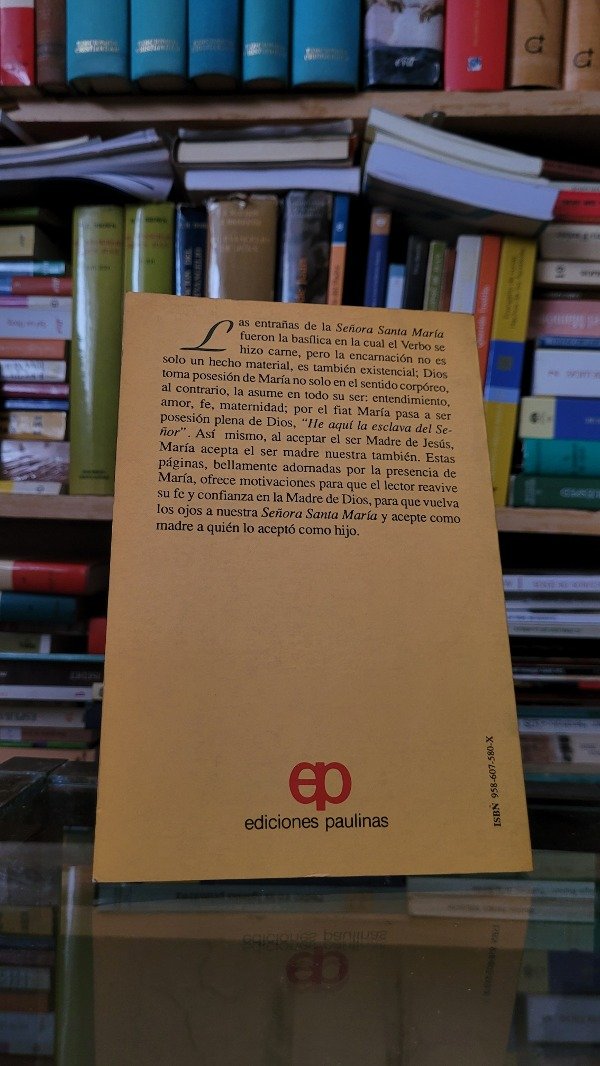 Las entrañas de la Señora Santa María
fueron la basílica en la cual el Verbo se
hizo carne, pero la encarnación no es
solo un hecho material, es también existencial; Dios
toma posesión de María no solo en el sentido corpóreo,
al contrario, la asume en todo su ser: entendimiento,
amor, fe, maternidad; por el fiat María pasa a ser
posesión plena de Dios, "He aquí la esclava del Se-
ñor". Así mismo, al aceptar el ser Madre de Jesús,
María acepta el ser madre nuestra también. Estas
páginas, bellamente adornadas por la presencia de
María, ofrece motivaciones para que el lector reavive
su fe y confianza en la Madre de Dios, para que vuelva
los ojos a nuestra Señora Santa María y acepte como
madre a quién lo aceptó como hijo.
ep
ediciones paulinas
ISBN 958-607-580-X